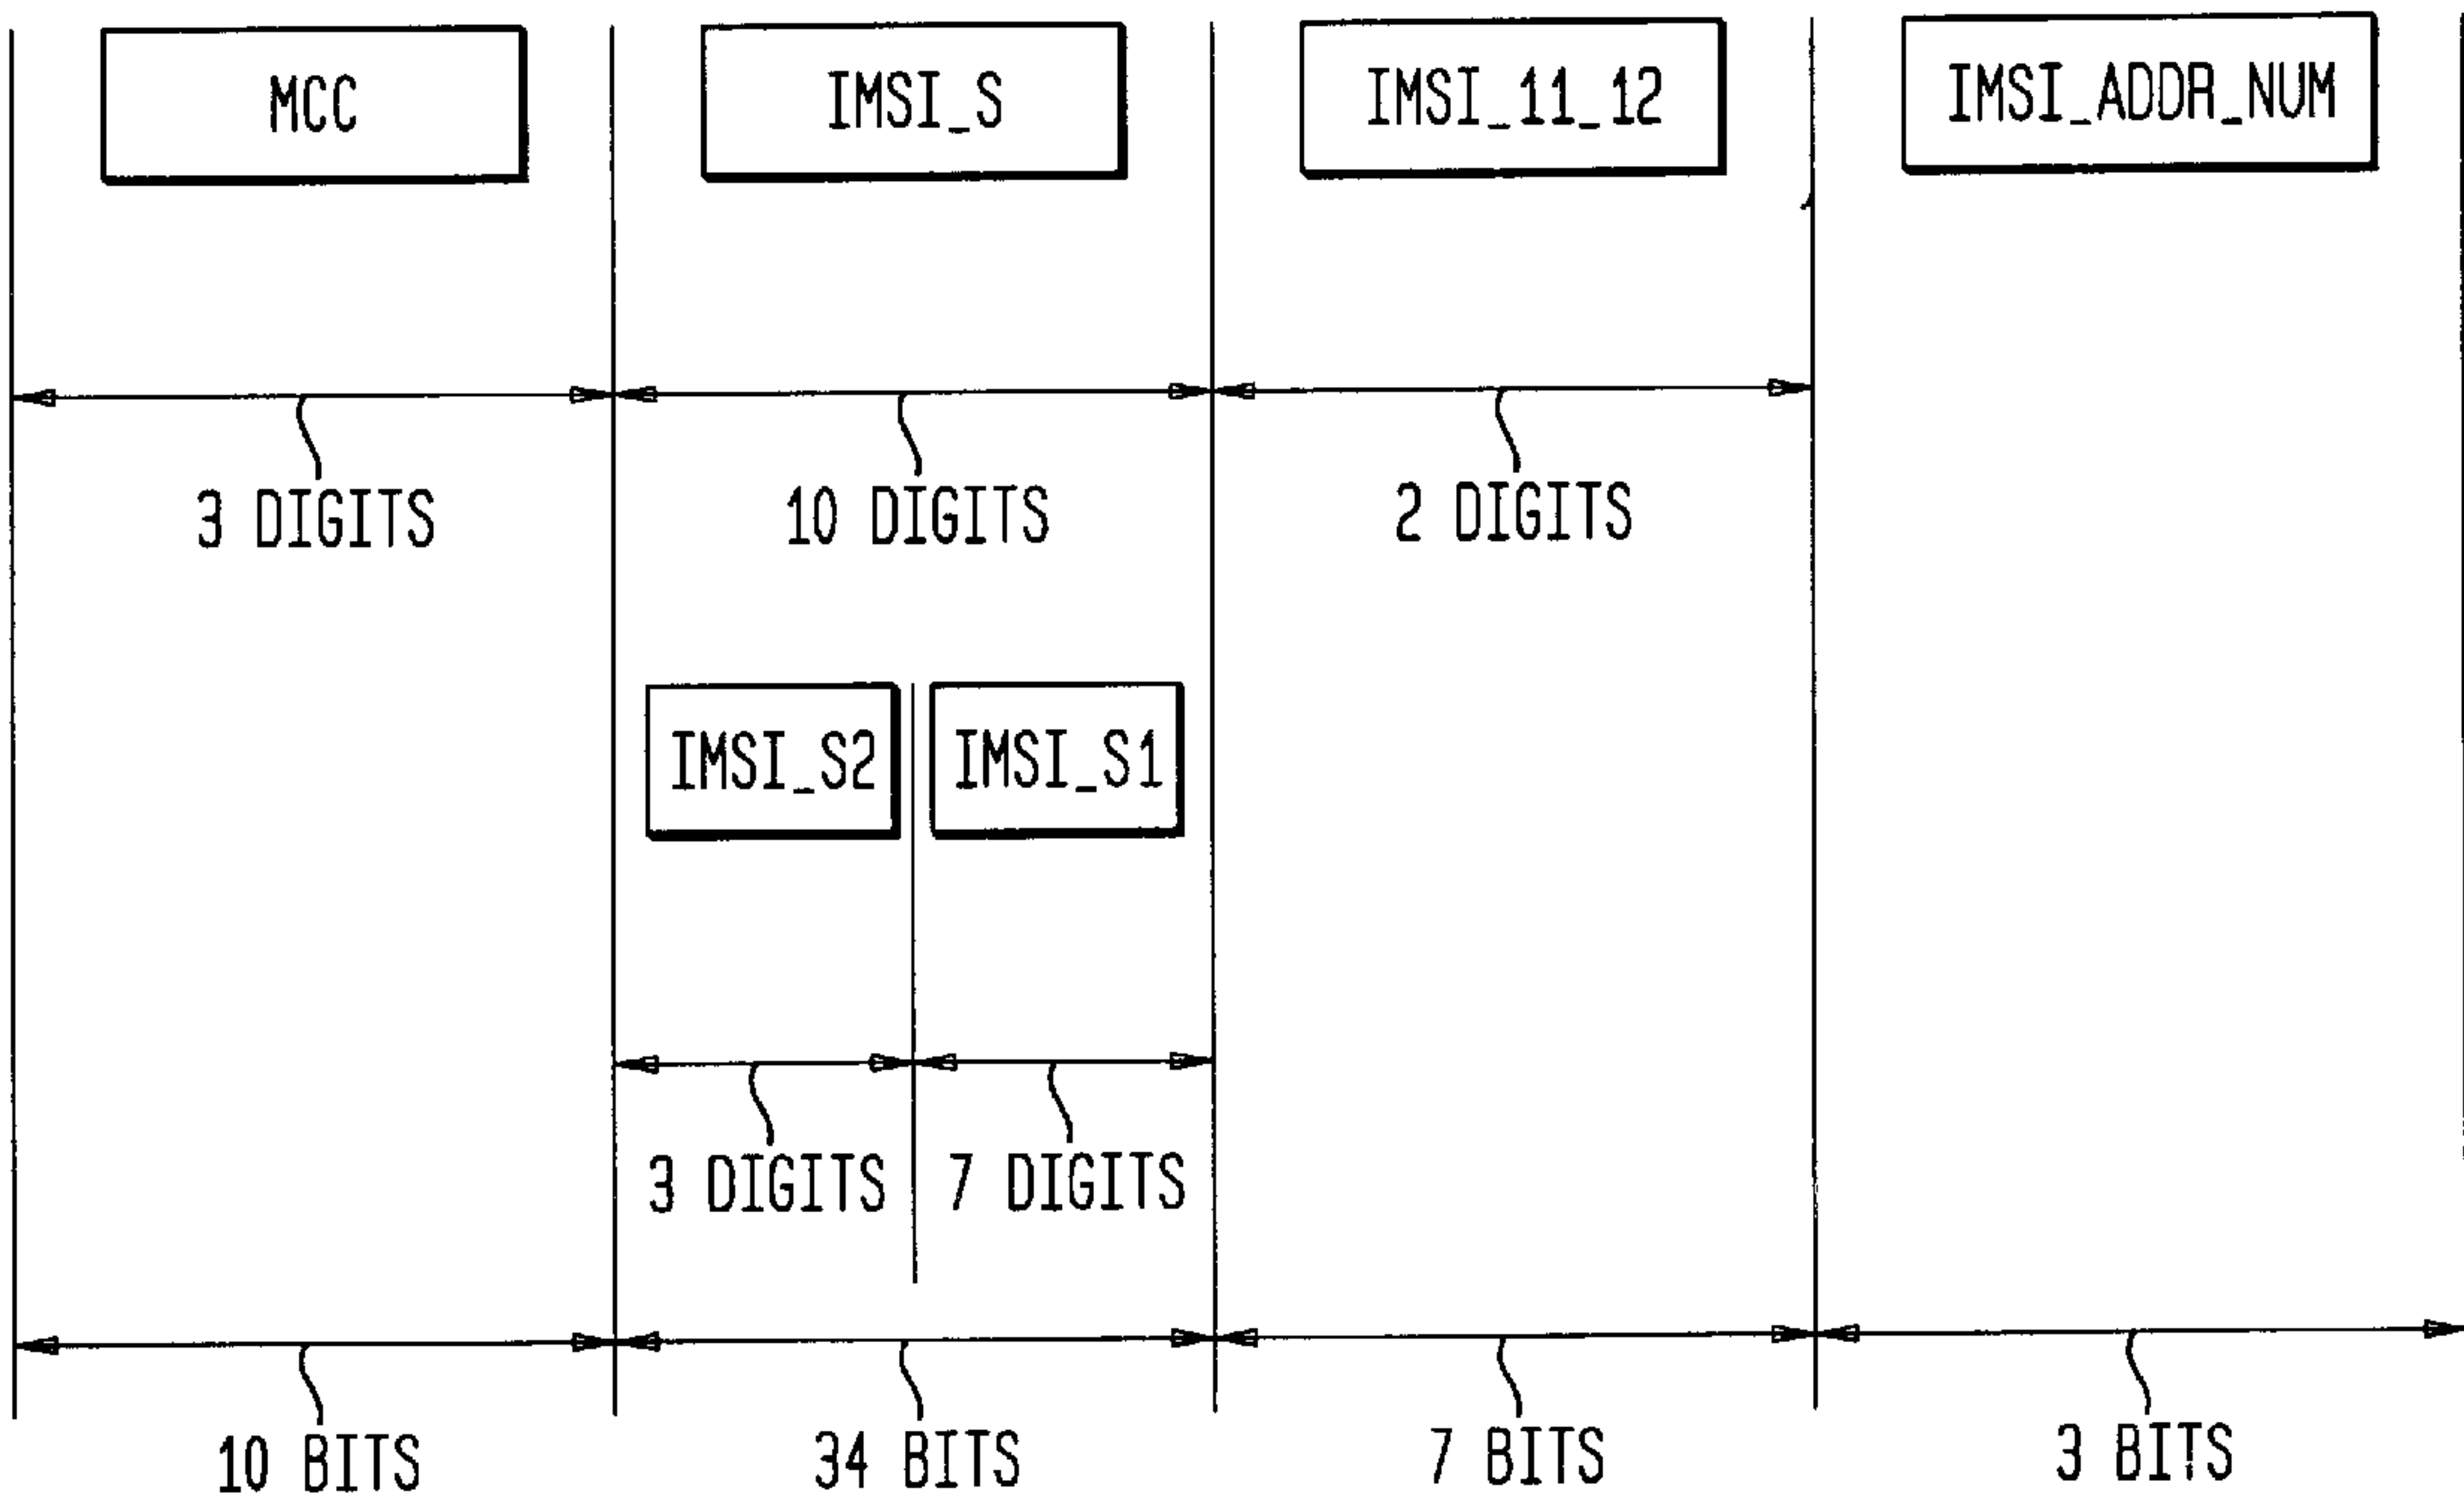 MCC
IMSI_S
IMSI_11_12
IMSI_ADDR_NUM
3 DIGITS
10 DIGITS
2 DIGITS
IMSI_S2
IMSI_S1
3 DIGITS
7 DIGITS
10 BITS
34 BITS
7 BITS
3 BITS